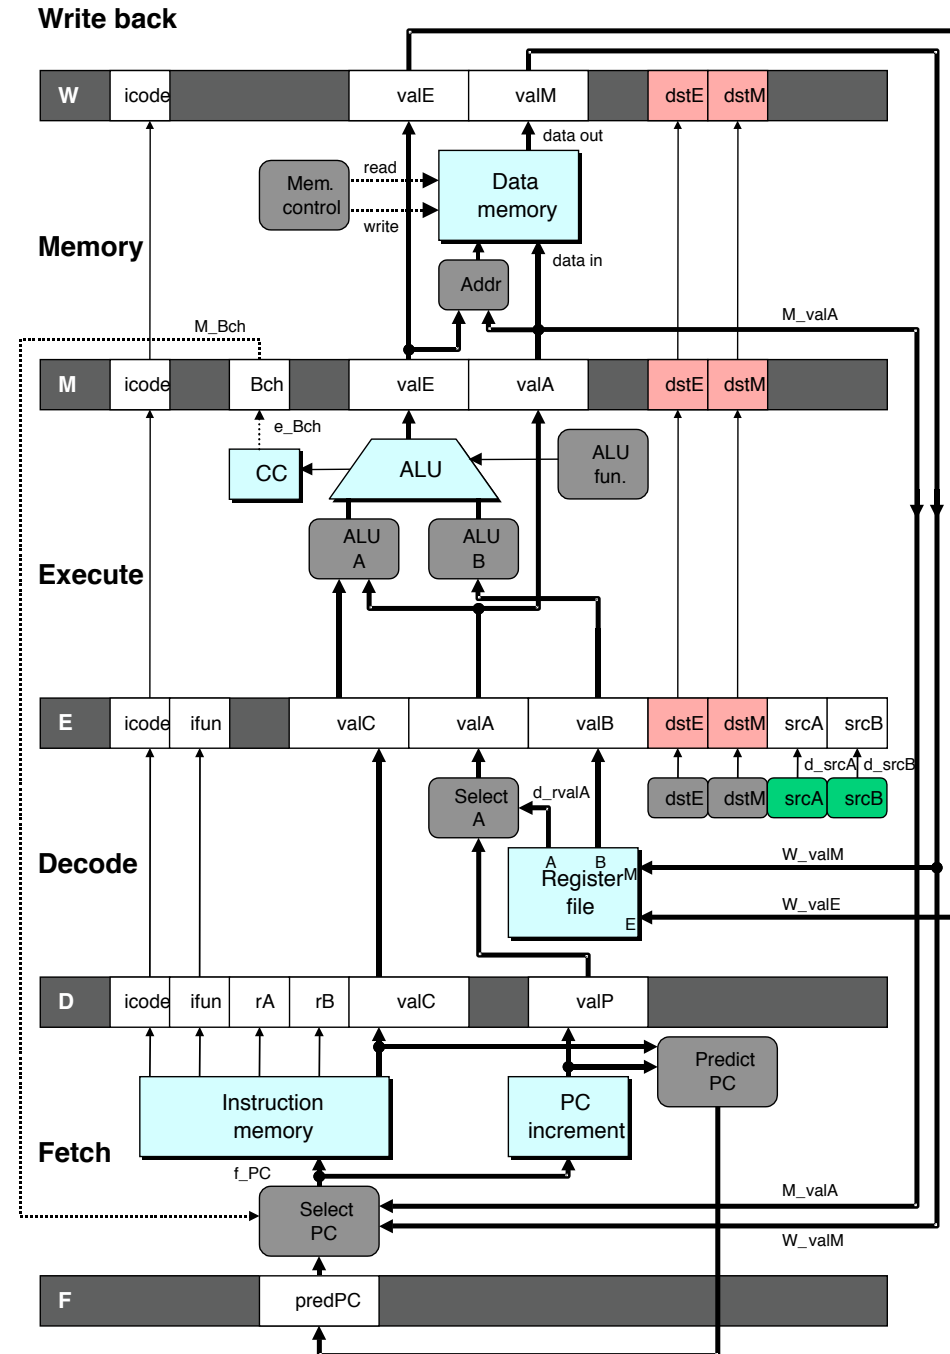 Write back
W
icode
valE
valM
dstE
dstM
data out
read
Mem.
control
write
Data
memory
Memory
data in
Addr
M_Bch
M_valA
M
icode
Bch
valE
valA
dstE
dstM
e_Bch
CC
ALU
ALU
fun.
ALU
A
ALU
B
Execute
E
icode
ifun
valC
valA
valB
dstE
dstM
srcA
srcB
d_srcA
d_srcB
Select
A
d_rvalA
dstE
dstM
srcA
srcB
Decode
A
B
Register
file
M
E
W_valM
W_valE
D
icode
ifun
rA
rB
valC
valP
Predict
PC
Instruction
memory
PC
increment
Fetch
f_PC
Select
PC
M_valA
W_valM
F
predPC